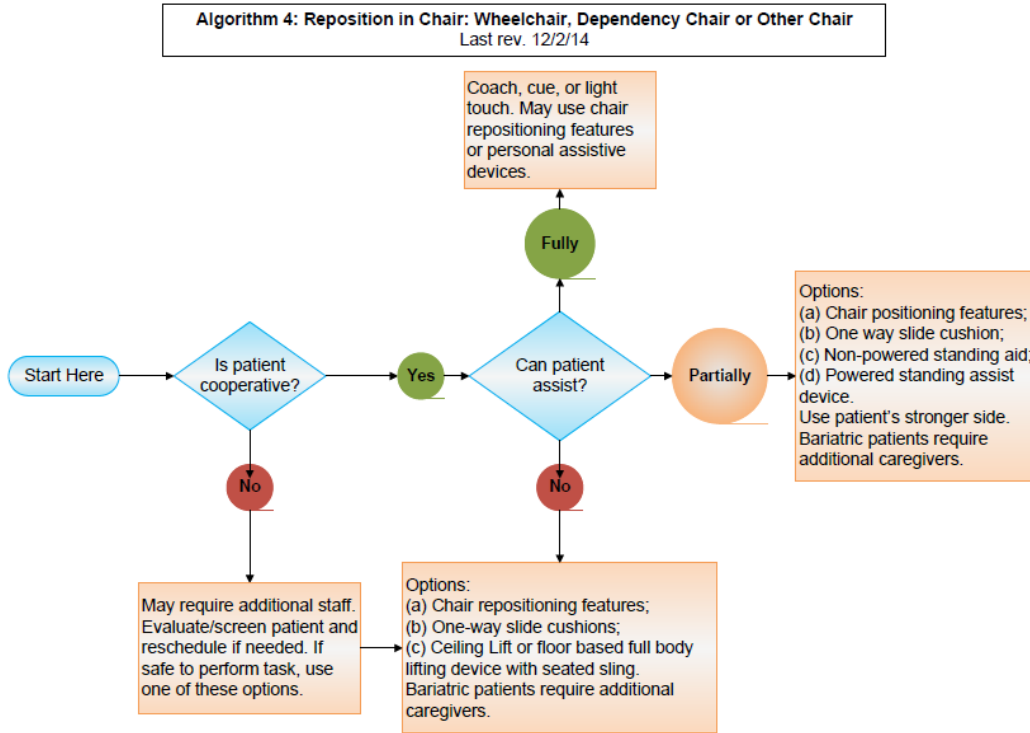 Algorithm 4: Reposition in Chair: Wheelchair, Dependency Chair or Other Chair
Last rev. 12/2/14
Coach, cue, or light
touch. May use chair
repositioning features
or personal assistive
devices.
Fully
Start Here
Is patient
cooperative?
Yes
Can patient
assist?
Partially
Options:
(a) Chair positioning features;
(b) One way slide cushion;
(c) Non-powered standing aid;
(d) Powered standing assist
device.
Use patient's stronger side.
Bariatric patients require
additional caregivers.
No
No
May require additional staff.
Evaluate/screen patient and
reschedule if needed. If
safe to perform task, use
one of these options.
Options:
(a) Chair repositioning features;
(b) One-way slide cushions;
(c) Ceiling Lift or floor based full body
lifting device with seated sling.
Bariatric patients require additional
caregivers.